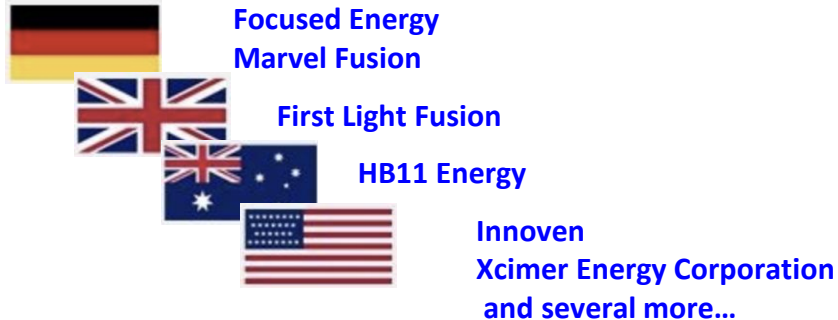 Focused Energy
Marvel Fusion
First Light Fusion
HB11 Energy
Innoven
Xcimer Energy Corporation
and several more…